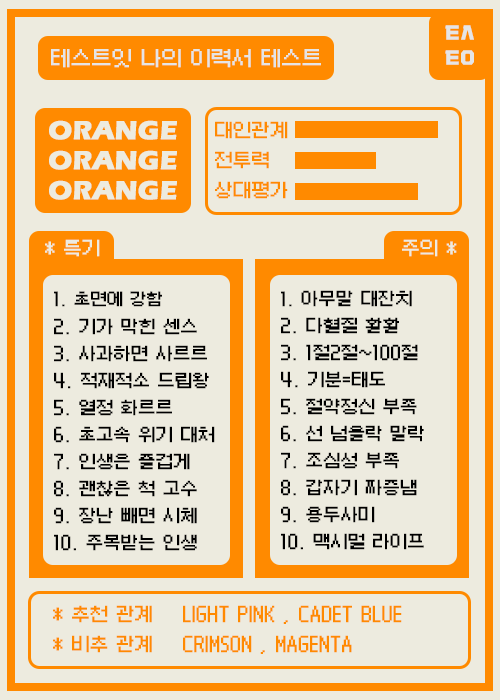 테스트잇 나의 이력서 테스트
ㅌㅅ
ㅌㅇ
ORANGE
ORANGE
ORANGE
대인관계
전투력
상대평가
* 특기
1. 초면에 강함
2. 기가 막힌 센스
3. 사과하면 사르르
4. 적재적소 드립왕
5. 열정 화르르
6. 초고속 위기 대처
7. 인생은 즐겁게
8. 괜찮은 척 고수
9. 장난 빼면 시체
10. 주목받는 인생
주의 *
1. 아무말 대잔치
2. 다혈질 활활
3. 1절2절~100절
4. 기분=태도
5. 절약정신 부족
6. 선 넘을락 말락
7. 조심성 부족
8. 갑자기 짜증냄
9. 용두사미
10. 맥시멀 라이프
* 추천 관계 LIGHT PINK , CADET BLUE
* 비추 관계 CRIMSON , MAGENTA